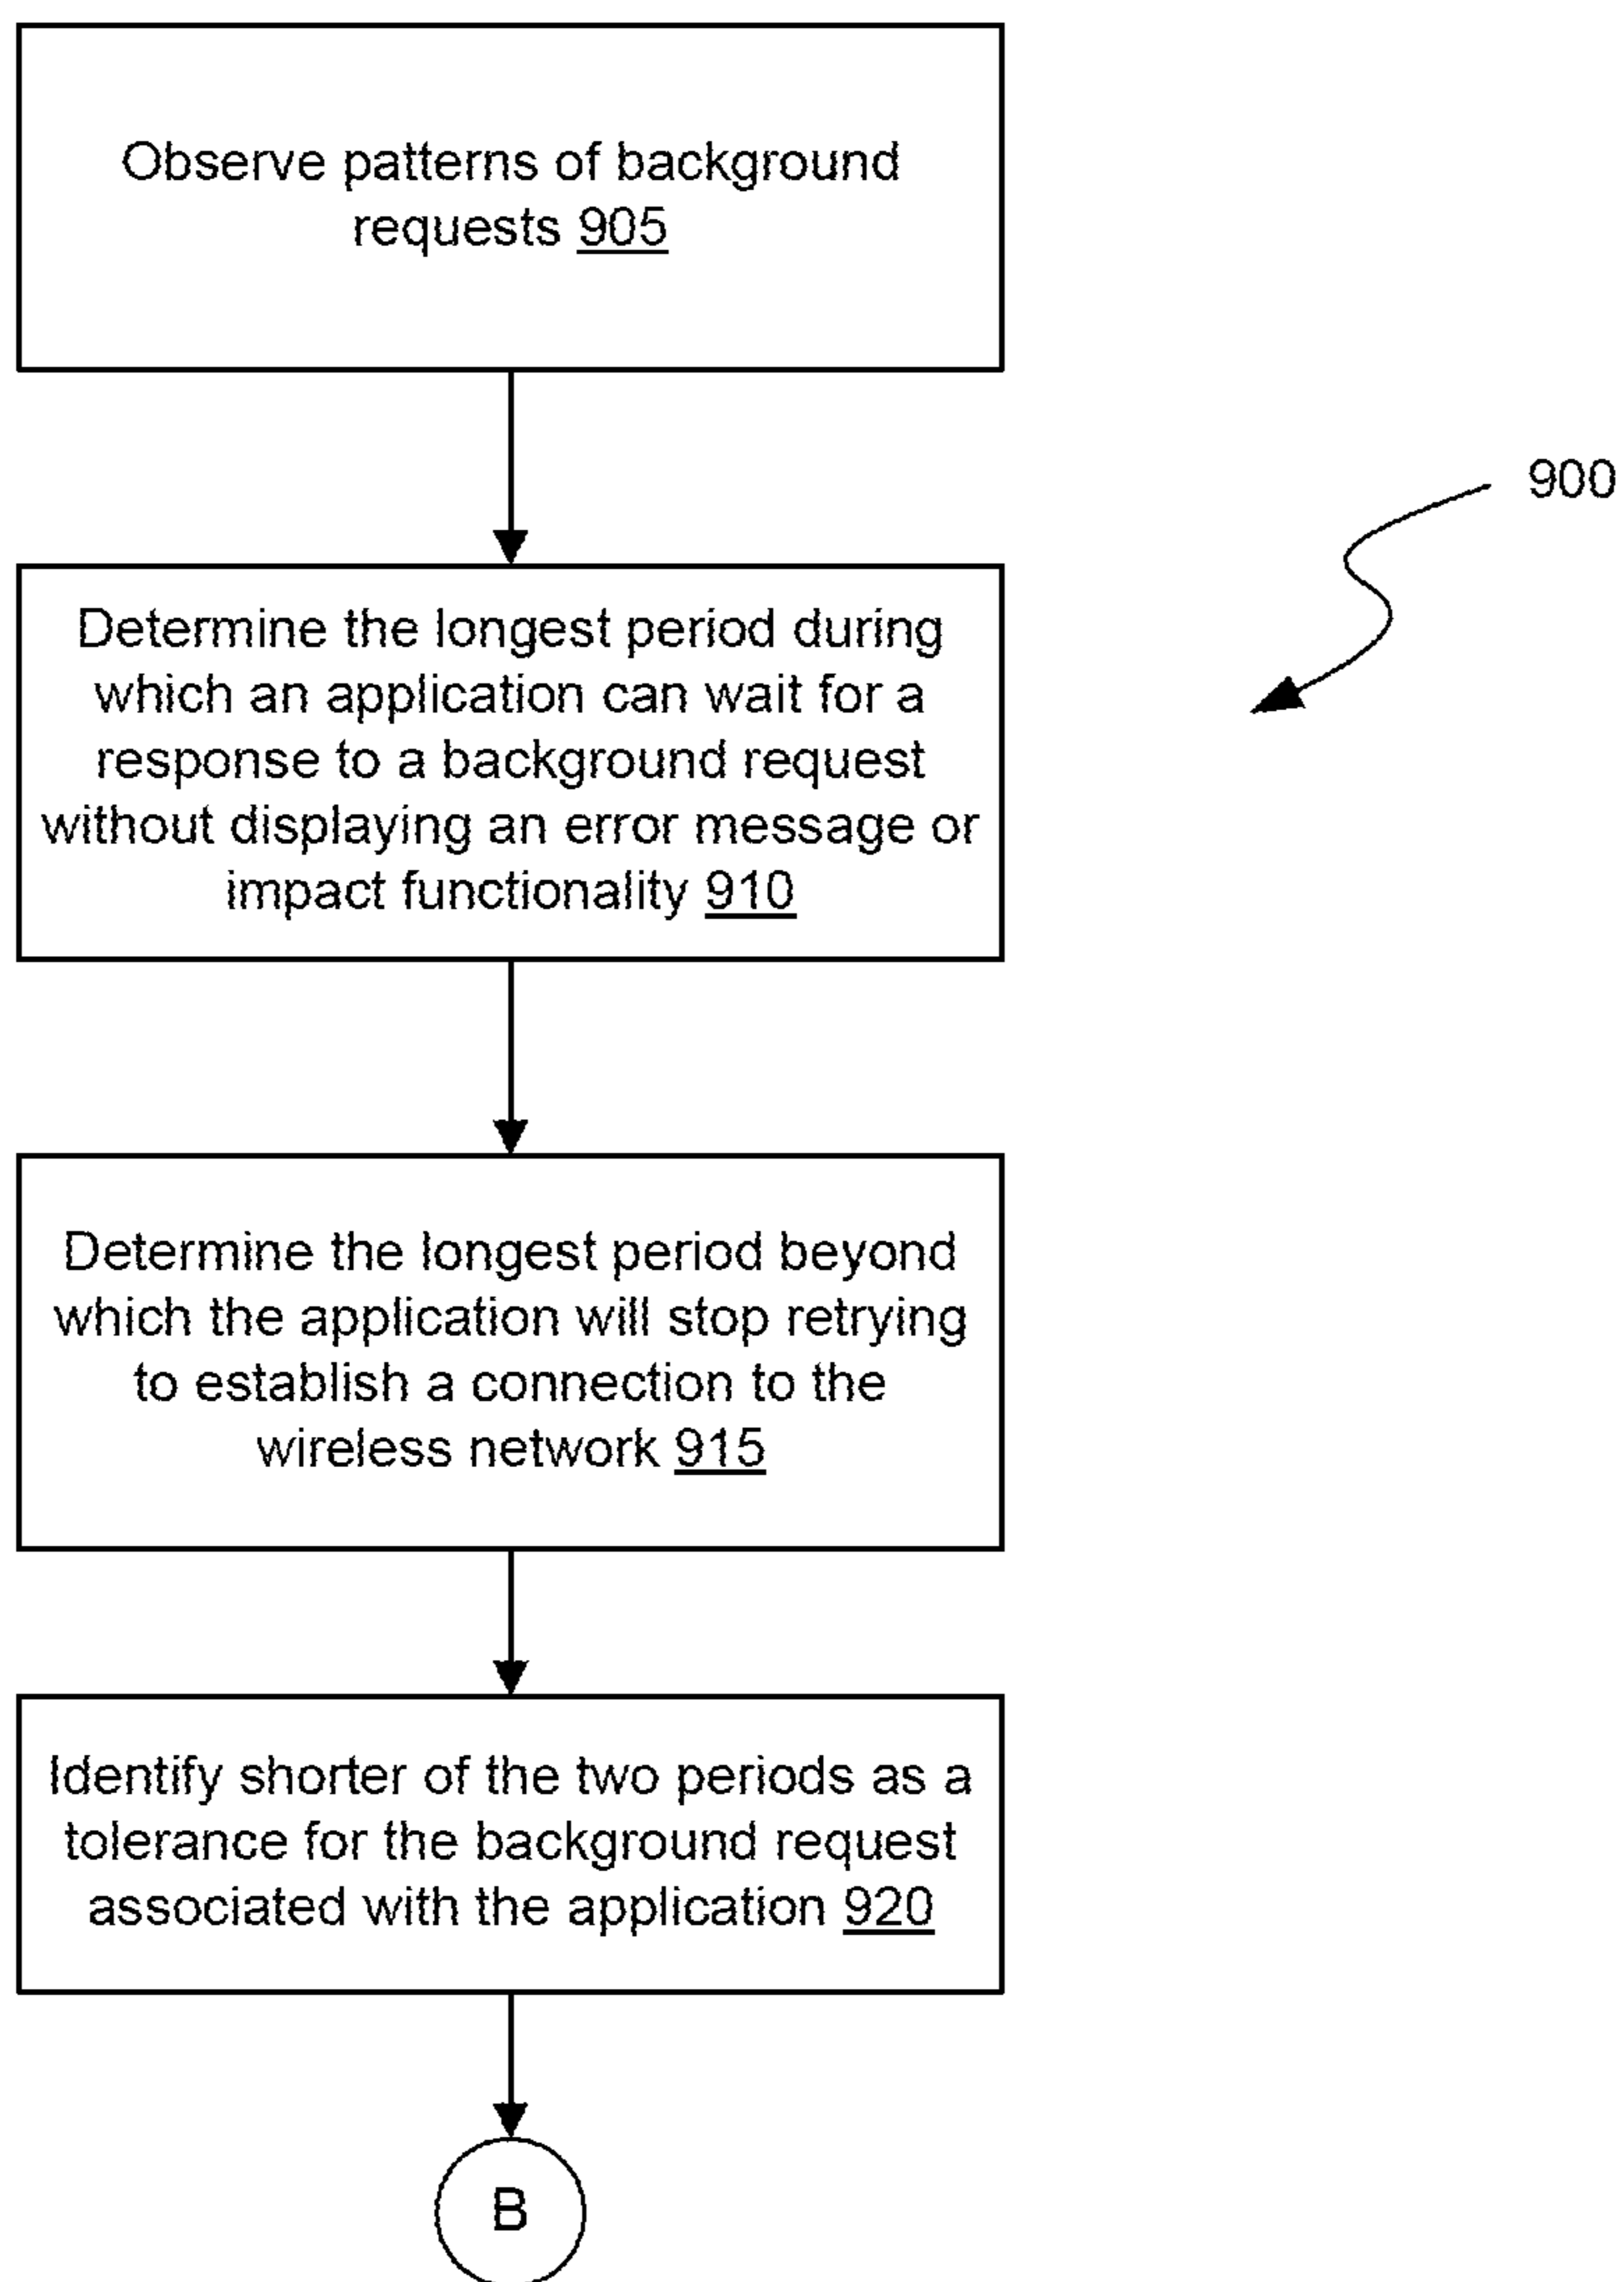 Observe patterns of background
requests 905
900
Determine the longest period during
which an application can wait for a
response to a background request
without displaying an error message or
impact functionality 910
Determine the longest period beyond
which the application will stop retrying
to establish a connection to the
wireless network 915
Identify shorter of the two periods as a
tolerance for the background request
associated with the application 920
B